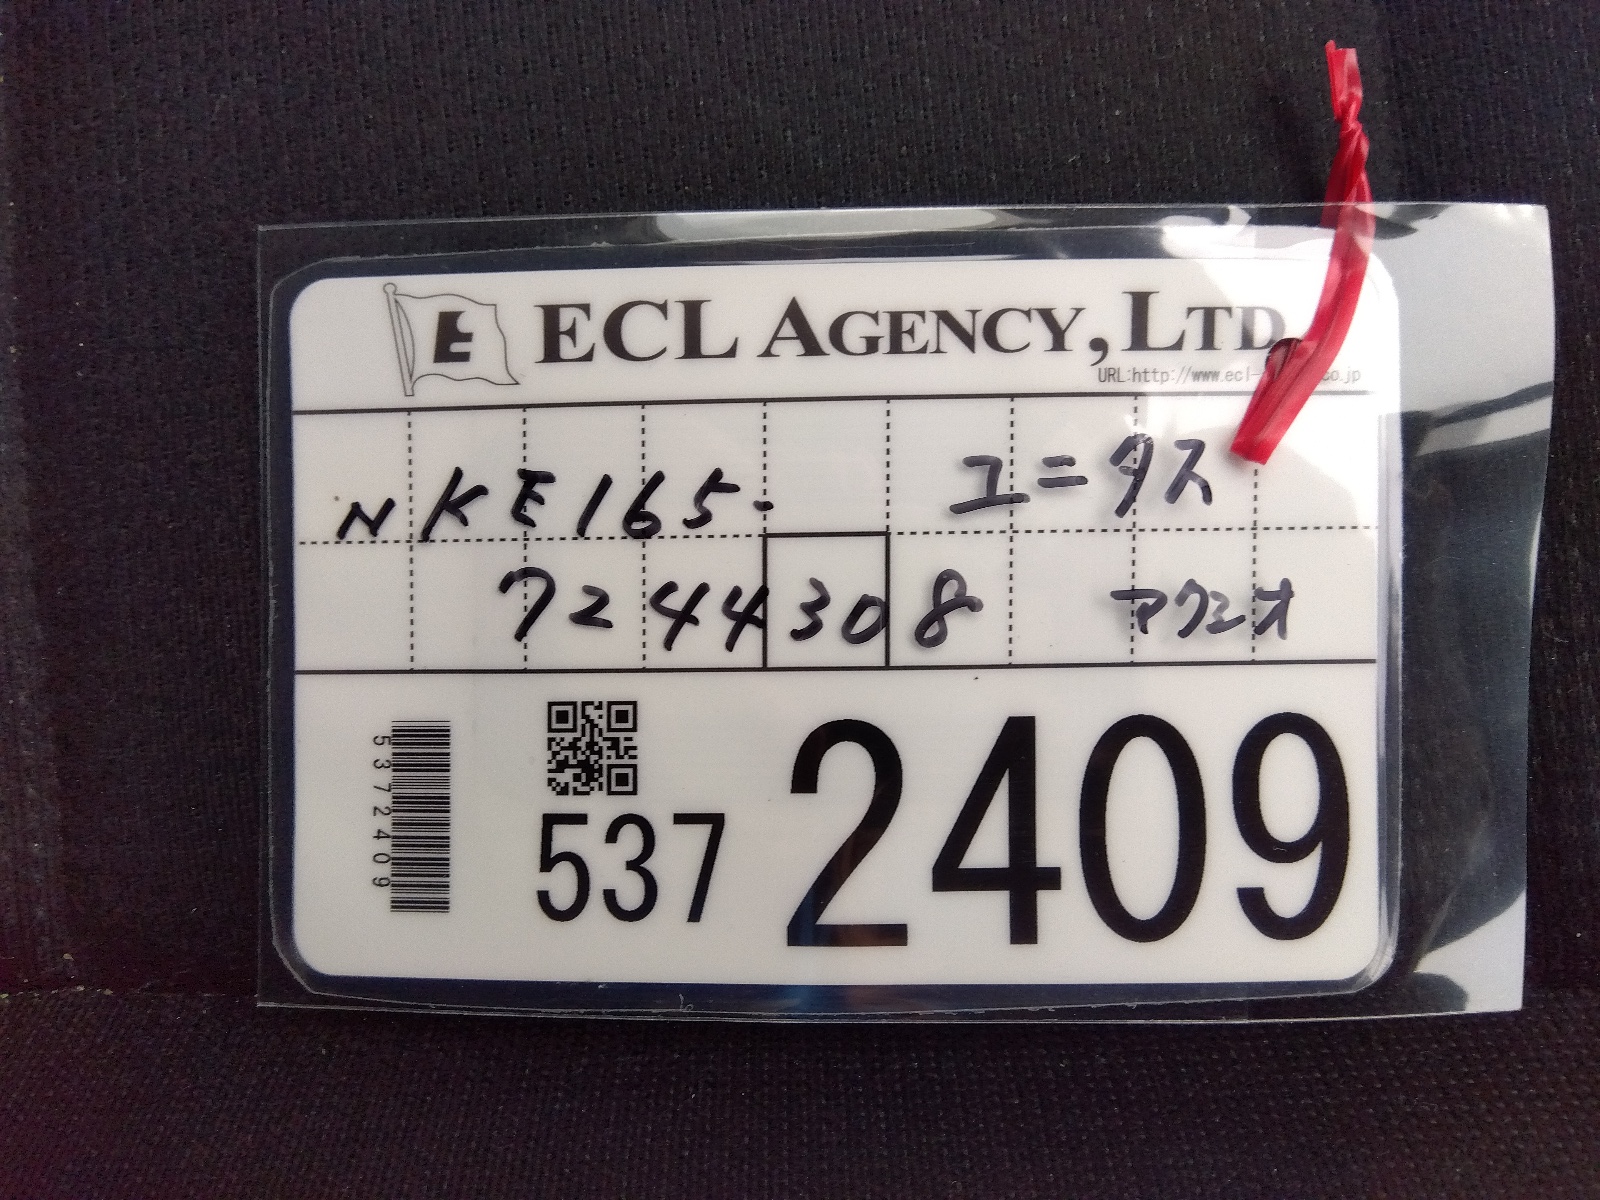 E
ECL AGENCY, LTD.
URL:http://www.ecl- .co.jp
NKE165- ユニタス
7244308 アクシオ
5372409
537 2409